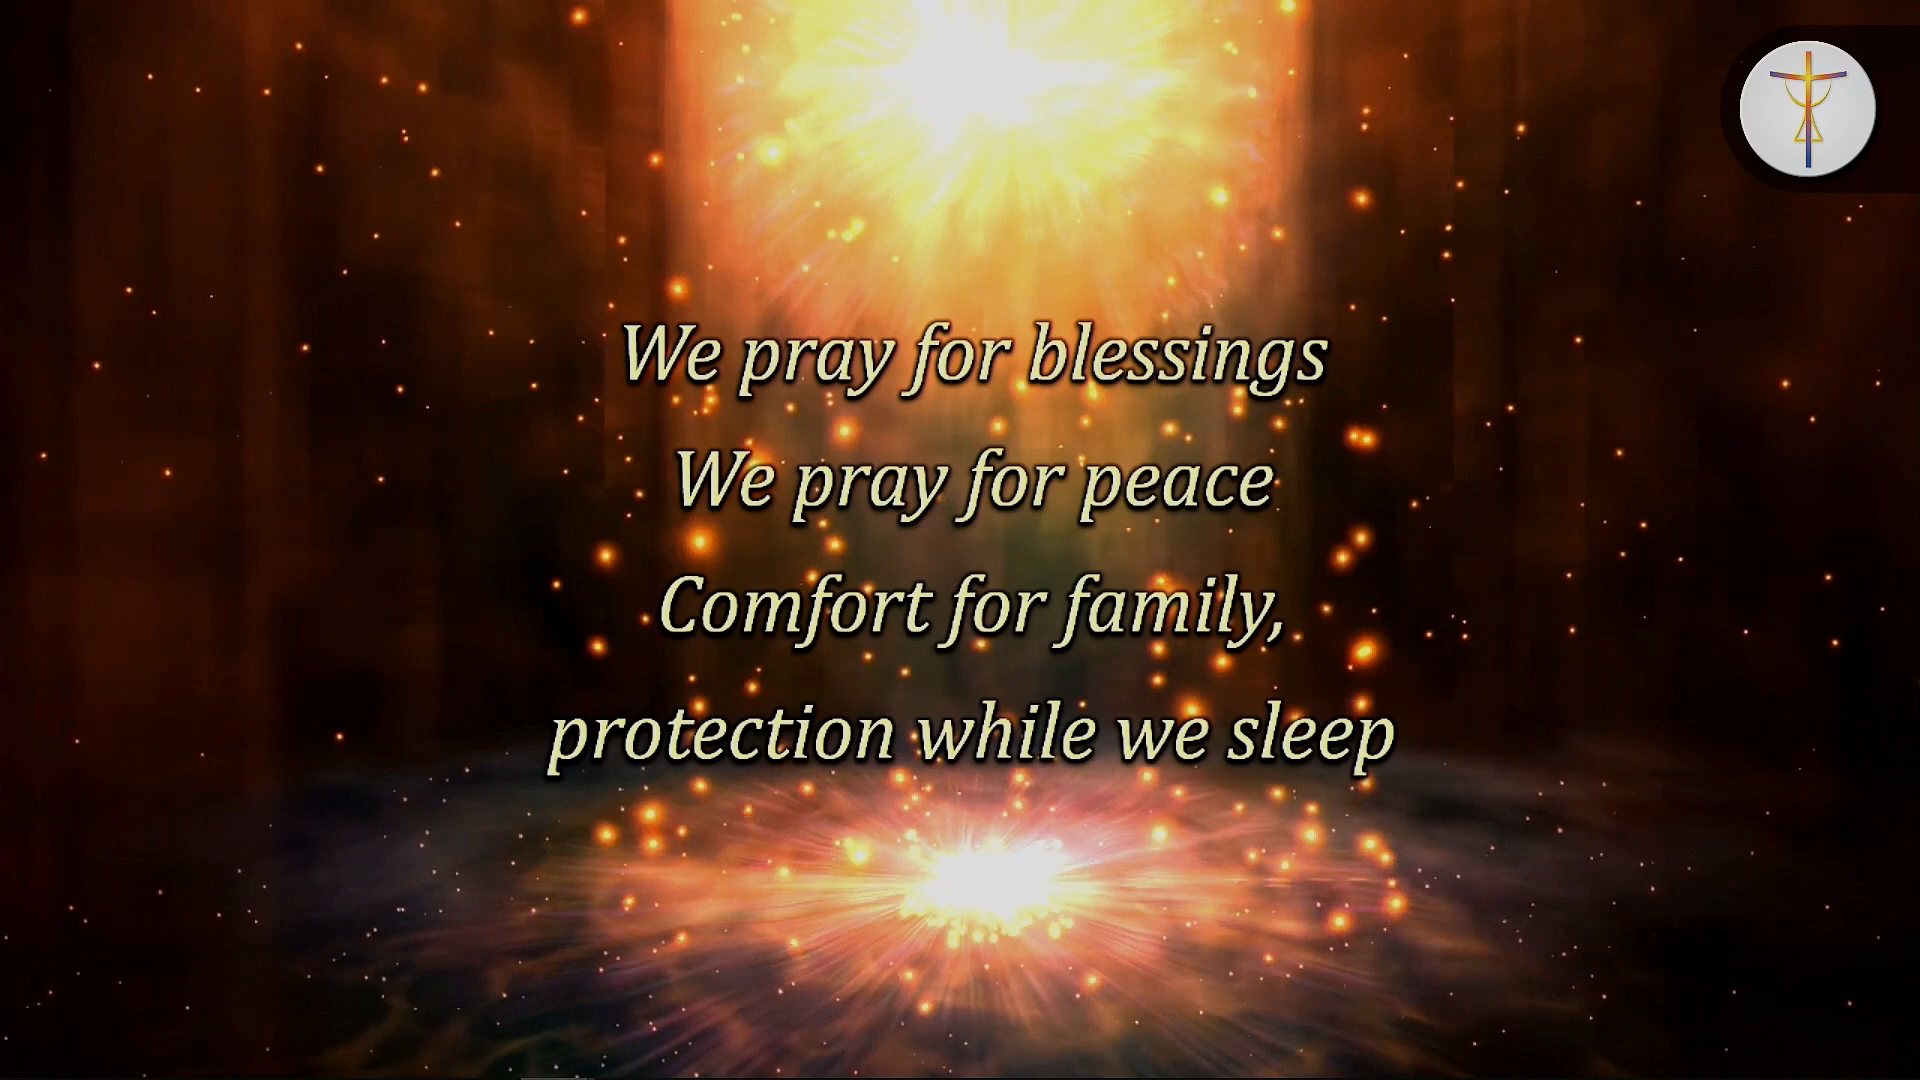 We pray for blessings
We pray for peace
Comfort for family,
protection while we sleep